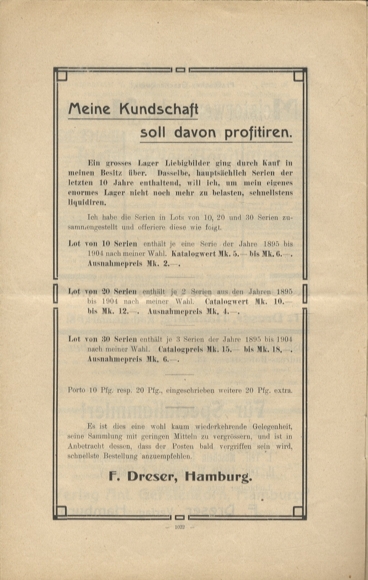 Meine Kundschaft
soll davon profitiren.
Ein grosses Lager Liebigbilder ging durch Kauf in
meinen Besitz über. Dasselbe, hauptsächlich Serien der
letzten 10 Jahre enthaltend, will ich, um mein eigenes
enormes Lager nicht noch mehr zu belasten, schnellstens
liquidiren.
Ich habe die Serien in Lots von 10, 20 und 30 Serien zu-
sammengestellt und offeriere diese wie folgt.
Lot von 10 Serien enthält je eine Serie der Jahre 1895 bis
1904 nach meiner Wahl. Katalogwert Mk. 5.— bis Mk. 6.—.
Ausnahmepreis Mk. 2.—.
Lot von 20 Serien enthält je 2 Serien aus den Jahren 1895
bis 1904 nach meiner Wahl. Catalogwert Mk. 10.—
bis Mk. 12.—. Ausnahmepreis Mk. 4.—.
Lot von 30 Serien enthält je 3 Serien der Jahre 1895 bis 1904
nach meiner Wahl. Catalogpreis Mk. 15.— bis Mk. 18.—.
Ausnahmepreis Mk. 6.—.
Porto 10 Pfg. resp. 20 Pfg., eingeschrieben weitere 20 Pfg. extra.
Es ist dies eine wohl kaum wiederkehrende Gelegenheit,
seine Sammlung mit geringen Mitteln zu vergrössern, und ist in
Anbetracht dessen, dass der Posten bald vergriffen sein wird,
schnellste Bestellung anzuempfehlen.
F. Dreser, Hamburg.